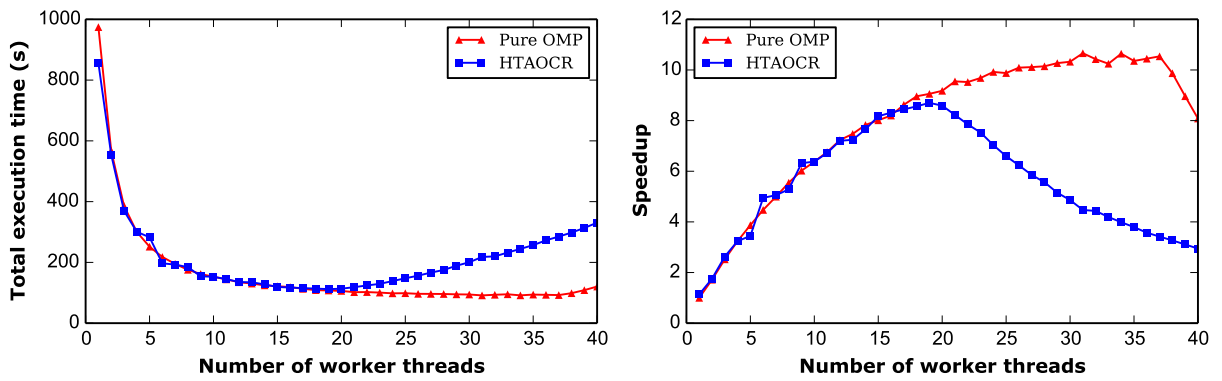 Total execution time (s)
1000
800
600
400
200
0
0 5 10 15 20 25 30 35 40
Number of worker threads
Pure OMP
HTAOCR
Speedup
12
10
8
6
4
2
0
0 5 10 15 20 25 30 35 40
Number of worker threads
Pure OMP
HTAOCR